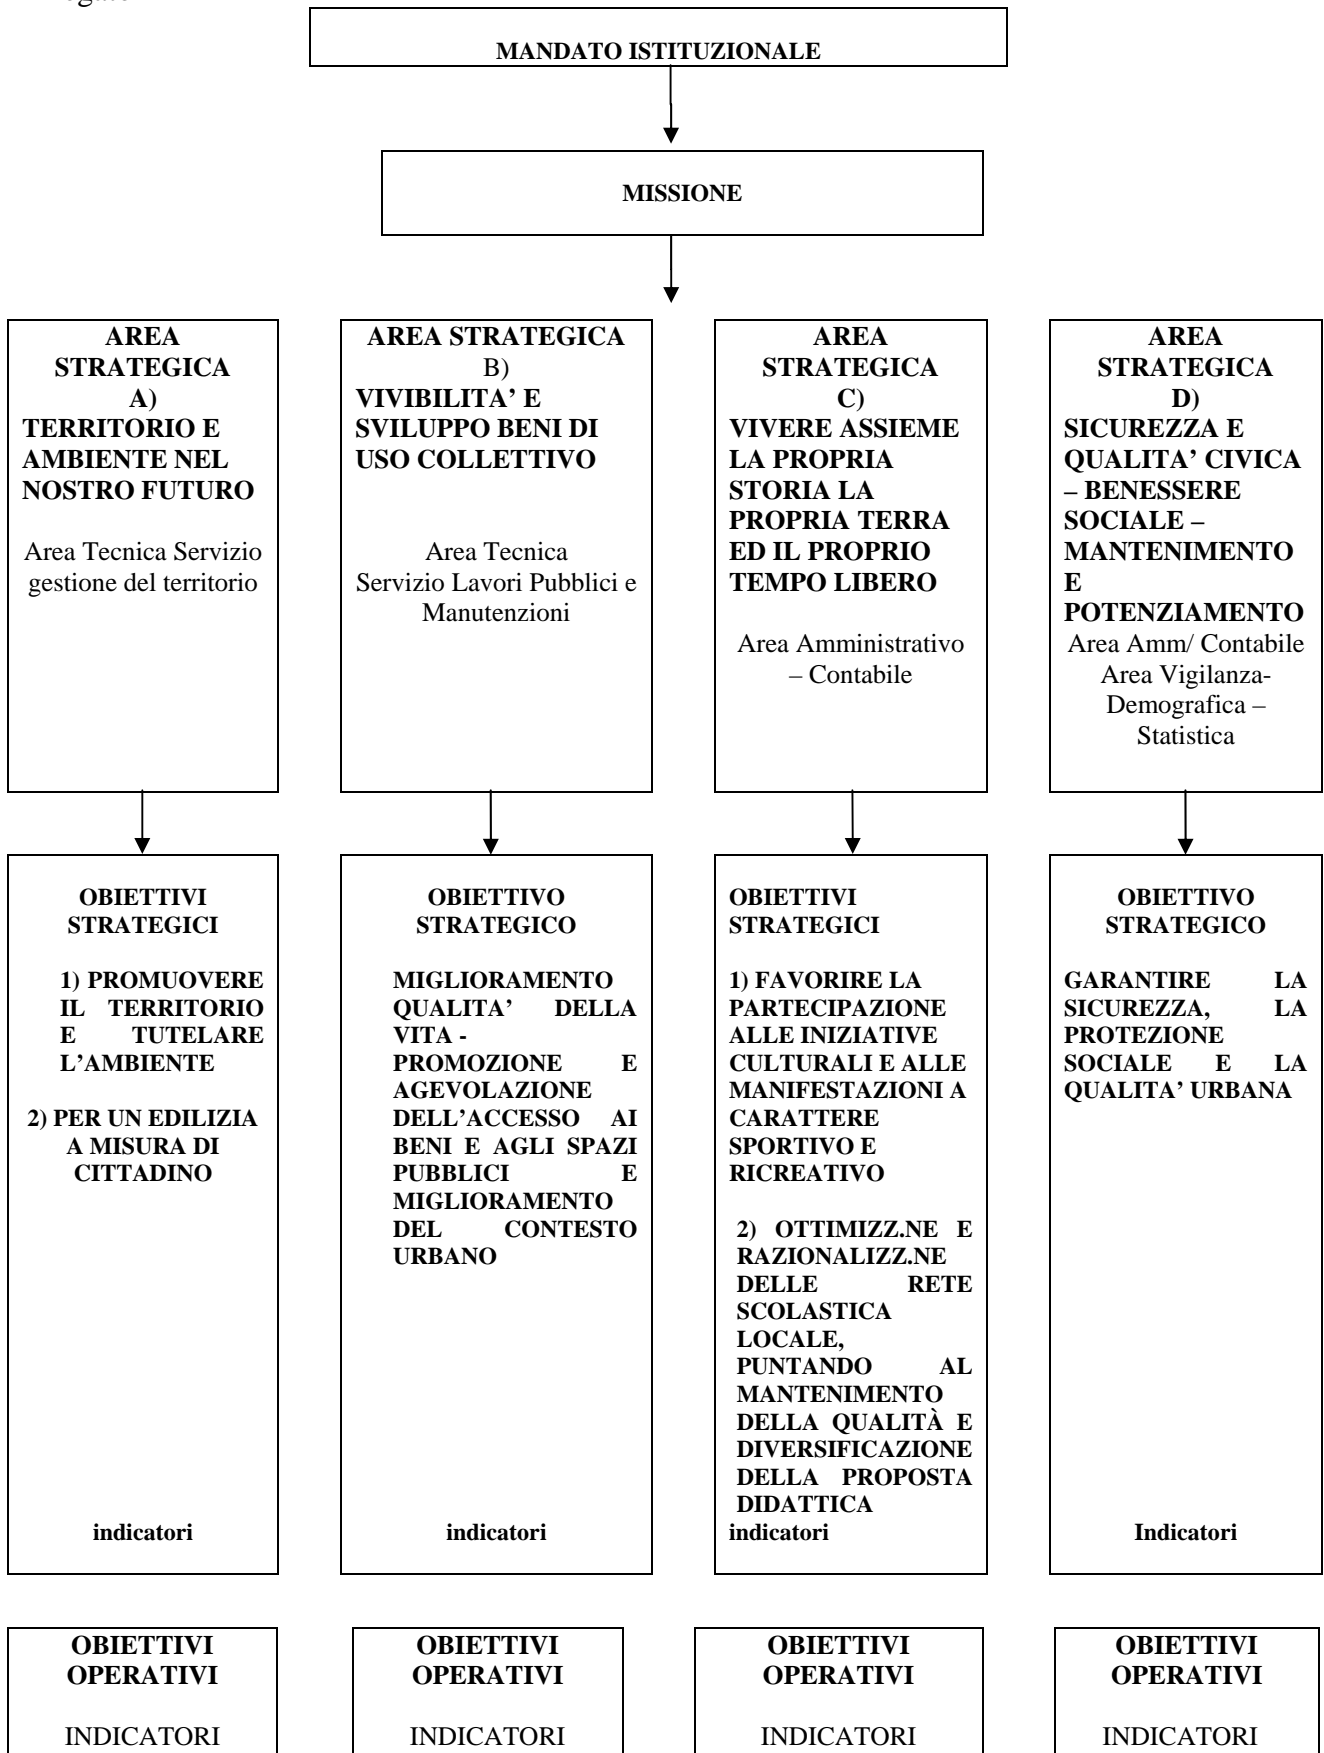 MANDATO ISTITUZIONALE
MISSIONE
AREA
STRATEGICA
A)
TERRITORIO E
AMBIENTE NEL
NOSTRO FUTURO
Area Tecnica Servizio
gestione del territorio
AREA STRATEGICA
B)
VIVIBILITA’ E
SVILUPPO BENI DI
USO COLLETTIVO
Area Tecnica
Servizio Lavori Pubblici e
Manutenzioni
AREA
STRATEGICA
C)
VIVERE ASSIEME
LA PROPRIA
STORIA LA
PROPRIA TERRA
ED IL PROPRIO
TEMPO LIBERO
Area Amministrativo
– Contabile
AREA
STRATEGICA
D)
SICUREZZA E
QUALITA’ CIVICA
– BENESSERE
SOCIALE –
MANTENIMENTO
E
POTENZIAMENTO
Area Amm/ Contabile
Area Vigilanza-
Demografica –
Statistica
OBIETTIVI
STRATEGICI
1) PROMUOVERE
IL TERRITORIO
E TUTELARE
L’AMBIENTE
2) PER UN EDILIZIA
A MISURA DI
CITTADINO
indicatori
OBIETTIVO
STRATEGICO
MIGLIORAMENTO
QUALITA’ DELLA
VITA -
PROMOZIONE E
AGEVOLAZIONE
DELL’ACCESSO AI
BENI E AGLI SPAZI
PUBBLICI E
MIGLIORAMENTO
DEL CONTESTO
URBANO
indicatori
OBIETTIVI
STRATEGICI
1) FAVORIRE LA
PARTECIPAZIONE
ALLE INIZIATIVE
CULTURALI E ALLE
MANIFESTAZIONI A
CARATTERE
SPORTIVO E
RICREATIVO
2) OTTIMIZZ.NE E
RAZIONALIZZ.NE
DELLE RETE
SCOLASTICA
LOCALE,
PUNTANDO AL
MANTENIMENTO
DELLA QUALITÀ E
DIVERSIFICAZIONE
DELLA PROPOSTA
DIDATTICA
indicatori
OBIETTIVO
STRATEGICO
GARANTIRE LA
SICUREZZA, LA
PROTEZIONE
SOCIALE E LA
QUALITA’ URBANA
Indicatori
OBIETTIVI
OPERATIVI
INDICATORI
OBIETTIVI
OPERATIVI
INDICATORI
OBIETTIVI
OPERATIVI
INDICATORI
OBIETTIVI
OPERATIVI
INDICATORI